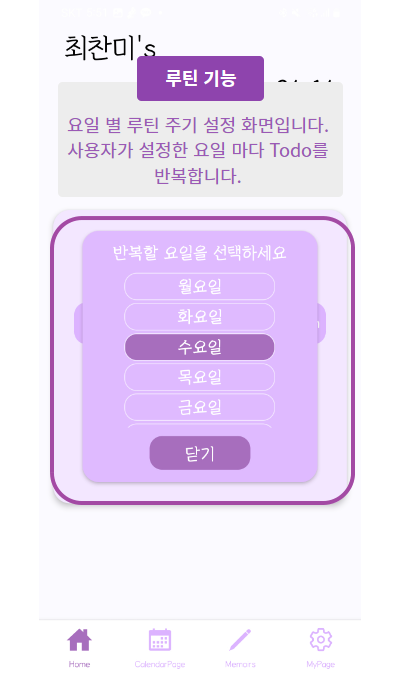 최찬미's
루틴 기능
요일 별 루틴 주기 설정 화면입니다.
사용자가 설정한 요일 마다 Todo를
반복합니다.
반복할 요일을 선택하세요
월요일
화요일
수요일
목요일
금요일
닫기
Home
CalendarPage
Memoirs
MyPage